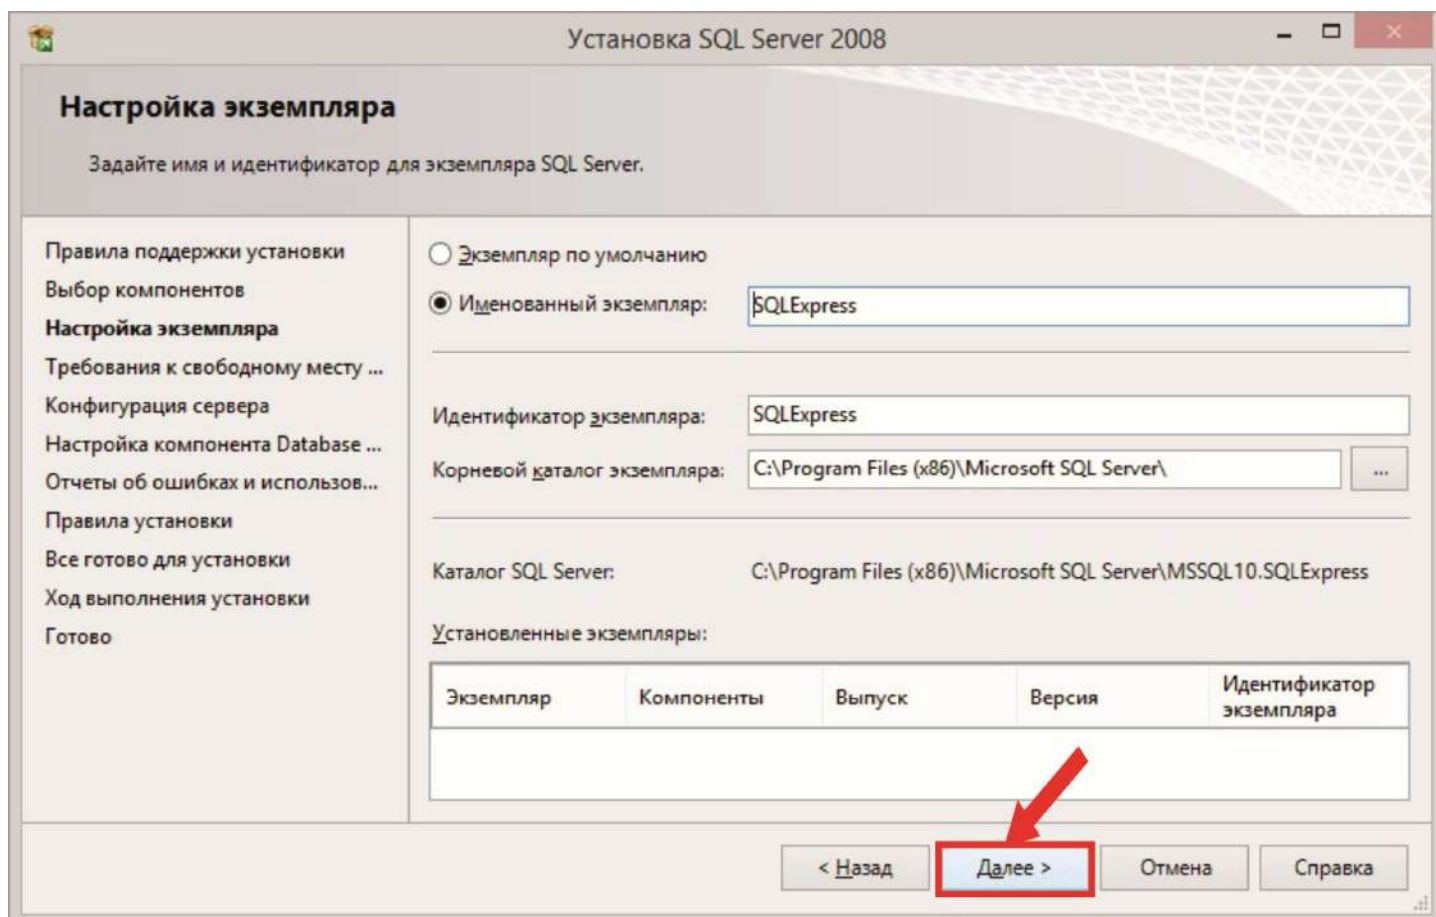 Установка SQL Server 2008
Настройка экземпляра
Задайте имя и идентификатор для экземпляра SQL Server.
Правила поддержки установки
Выбор компонентов
Настройка экземпляра
Требования к свободному месту ...
Конфигурация сервера
Настройка компонента Database ...
Отчеты об ошибках и использов...
Правила установки
Все готово для установки
Ход выполнения установки
Готово
Экземпляр по умолчанию
Именованный экземпляр: SQLExpress
Идентификатор экземпляра: SQLExpress
Корневой каталог экземпляра: C:\Program Files (x86)\Microsoft SQL Server\ ...
Каталог SQL Server: C:\Program Files (x86)\Microsoft SQL Server\MSSQL10.SQLExpress
Установленные экземпляры:
Экземпляр Компоненты Выпуск Версия Идентификатор
экземпляра
< Назад Далее > Отмена Справка